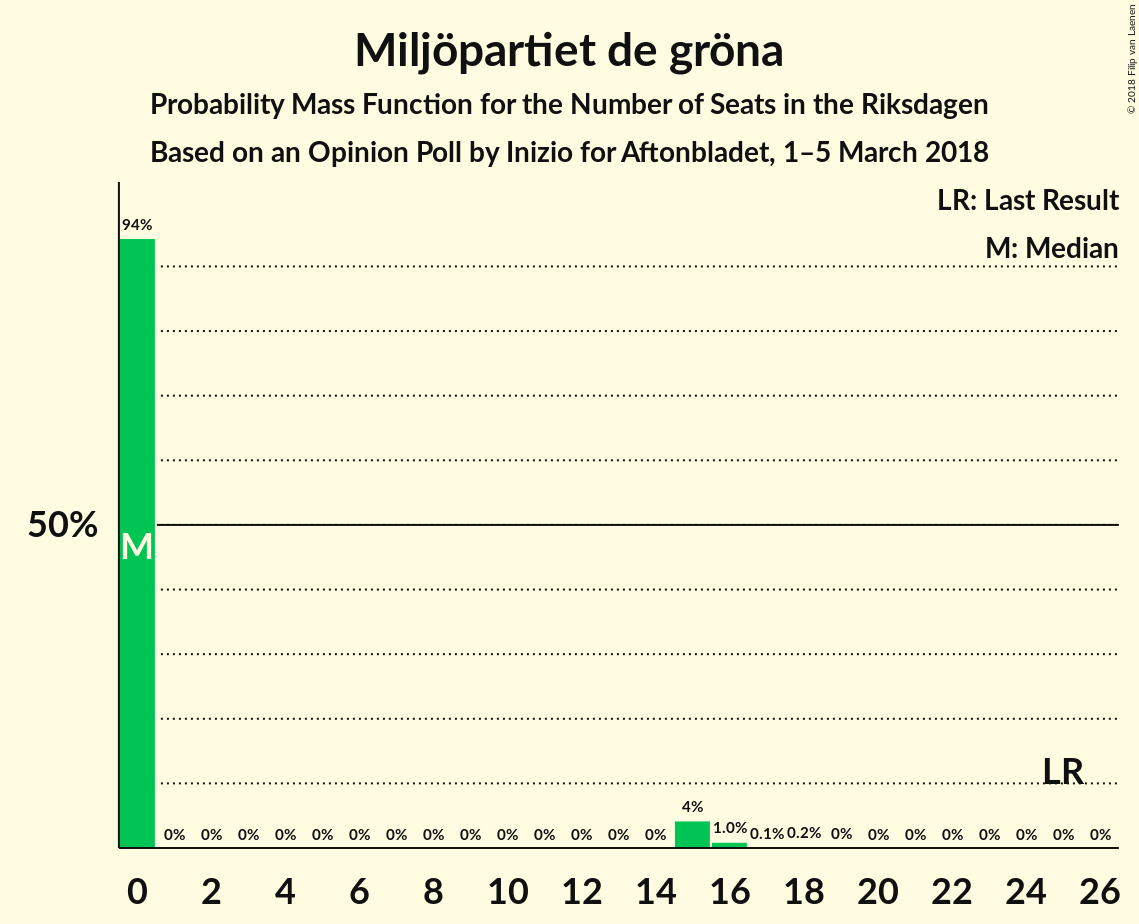 Miljöpartiet de gröna
Probability Mass Function for the Number of Seats in the Riksdagen
Based on an Opinion Poll by Inizio for Aftonbladet, 1–5 March 2018
© 2018 Filip van Laenen
LR: Last Result
M: Median
94%
50%
M
LR
4%
0% 0% 0% 0% 0% 0% 0% 0% 0% 0% 0% 0% 0% 0% 1.0% 0.1% 0.2% 0% 0% 0% 0% 0% 0% 0% 0%
0 2 4 6 8 10 12 14 16 18 20 22 24 26